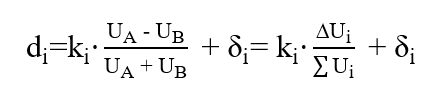 dᵢ=kᵢ·(U_A - U_B)/(U_A + U_B) + δᵢ= kᵢ·ΔUᵢ/∑Uᵢ + δᵢ